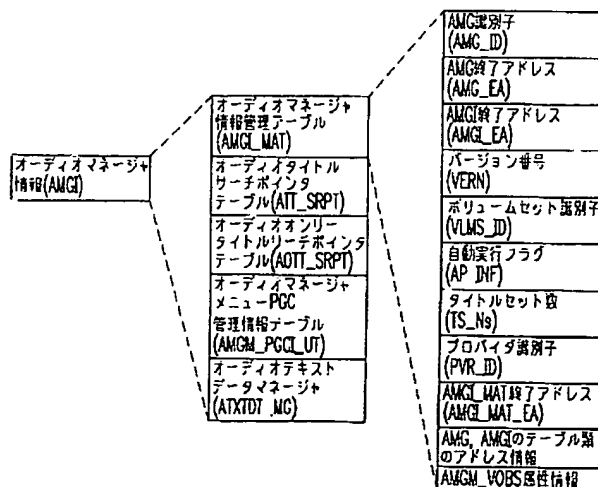 オーディオマネージャ
情報(AMGI)
オーディオマネージャ
情報管理テーブル
(AMGI_MAT)
オーディオタイトル
サーチポインタ
テーブル(ATT_SRPT)
オーディオオンリー
タイトルサーチポインタ
テーブル(AOTT_SRPT)
オーディオマネージャ
メニューPGC
管理情報テーブル
(AMGM_PGCI_UT)
オーディオテキスト
データマネージャ
(ATXTDT_MG)
AMG識別子
(AMG_ID)
AMG終了アドレス
(AMG_EA)
AMGI終了アドレス
(AMGI_EA)
バージョン番号
(VERN)
ボリュームセット識別子
(VLMS_ID)
自動実行フラグ
(AP_INF)
タイトルセット数
(TS_Ns)
プロバイダ識別子
(PVR_ID)
AMGI_MAT終了アドレス
(AMGI_MAT_EA)
AMG, AMGIのテーブル類
のアドレス情報
AMGM_VOBS属性情報